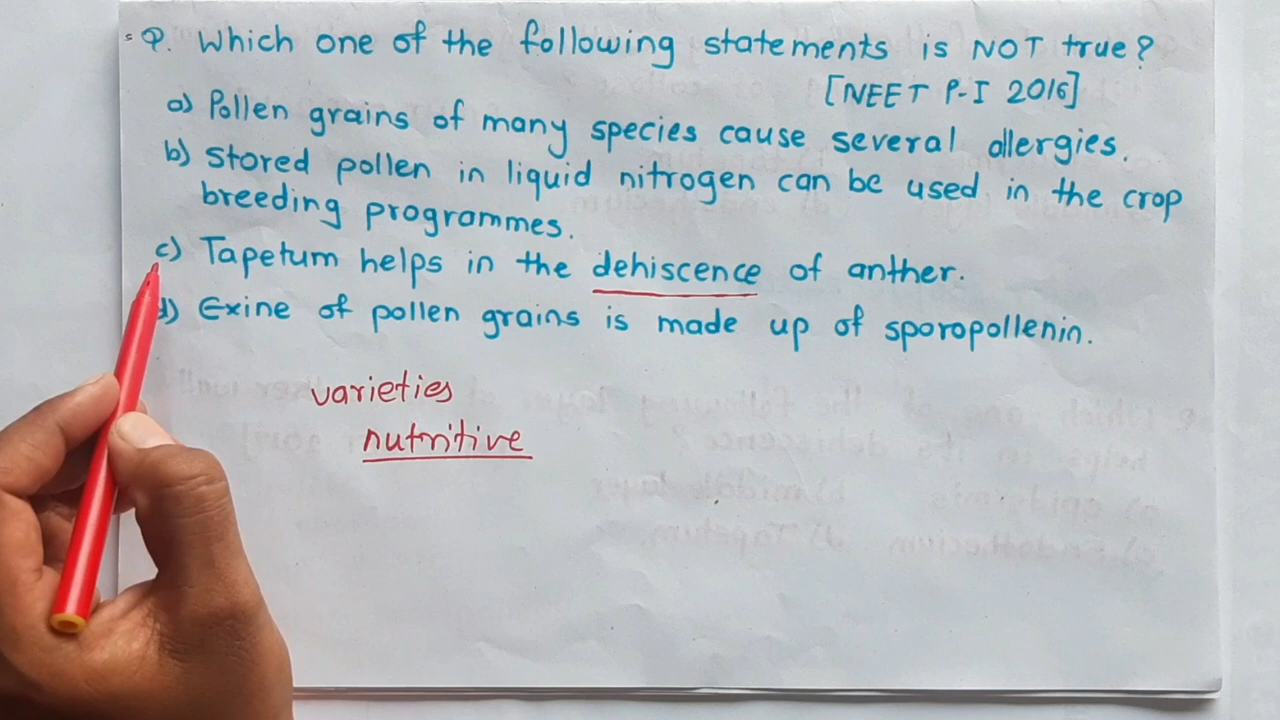 Q. Which one of the following statements is NOT true?
[NEET P-I 2016]
a) Pollen grains of many species cause several allergies.
b) Stored pollen in liquid nitrogen can be used in the crop
breeding programmes.
c) Tapetum helps in the dehiscence of anther.
d) Exine of pollen grains is made up of sporopollenin.
varieties
nutritive